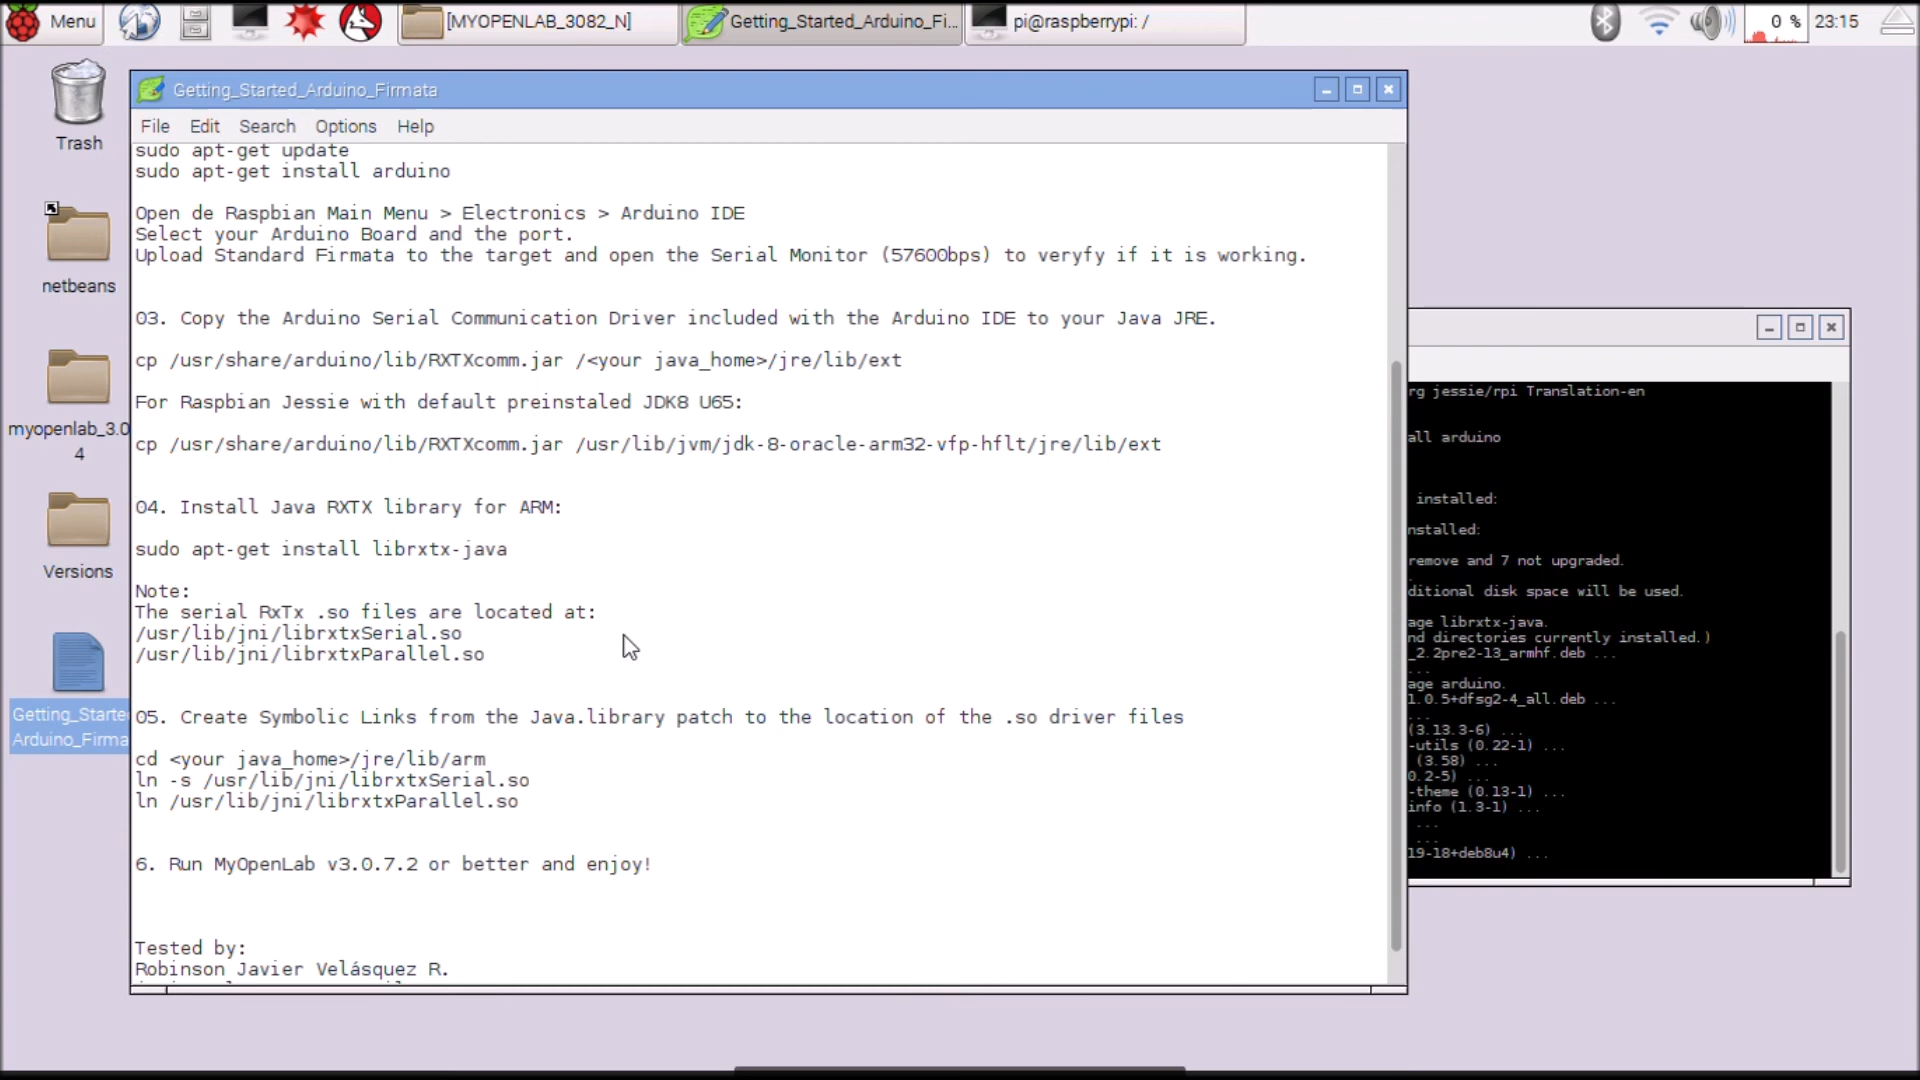 Menu
[MYOPENLAB_3082_N]
Getting_Started_Arduino_Fi...
pi@raspberrypi: /
0 %
23:15
Trash
netbeans
myopenlab_3.0
4
Versions
Getting_Starte
Arduino_Firma
Getting_Started_Arduino_Firmata
File Edit Search Options Help
sudo apt-get update
sudo apt-get install arduino
Open de Raspbian Main Menu > Electronics > Arduino IDE
Select your Arduino Board and the port.
Upload Standard Firmata to the target and open the Serial Monitor (57600bps) to veryfy if it is working.
03. Copy the Arduino Serial Communication Driver included with the Arduino IDE to your Java JRE.
cp /usr/share/arduino/lib/RXTXcomm.jar /<your java_home>/jre/lib/ext
For Raspbian Jessie with default preinstaled JDK8 U65:
cp /usr/share/arduino/lib/RXTXcomm.jar /usr/lib/jvm/jdk-8-oracle-arm32-vfp-hflt/jre/lib/ext
04. Install Java RXTX library for ARM:
sudo apt-get install librxtx-java
Note:
The serial RxTx .so files are located at:
/usr/lib/jni/librxtxSerial.so
/usr/lib/jni/librxtxParallel.so
05. Create Symbolic Links from the Java.library patch to the location of the .so driver files
cd <your java_home>/jre/lib/arm
ln -s /usr/lib/jni/librxtxSerial.so
ln /usr/lib/jni/librxtxParallel.so
6. Run MyOpenLab v3.0.7.2 or better and enjoy!
Tested by:
Robinson Javier Velásquez R.
rg jessie/rpi Translation-en
all arduino
installed:
nstalled:
remove and 7 not upgraded.
.
ditional disk space will be used.
age librxtx-java.
nd directories currently installed.)
_2.2pre2-13_armhf.deb ...
...
age arduino.
1.0.5+dfsg2-4_all.deb ...
...
(3.13.3-6) ...
-utils (0.22-1) ...
(3.58) ...
0.2-5) ...
-theme (0.13-1) ...
info (1.3-1) ...
...
...
19-18+deb8u4) ...